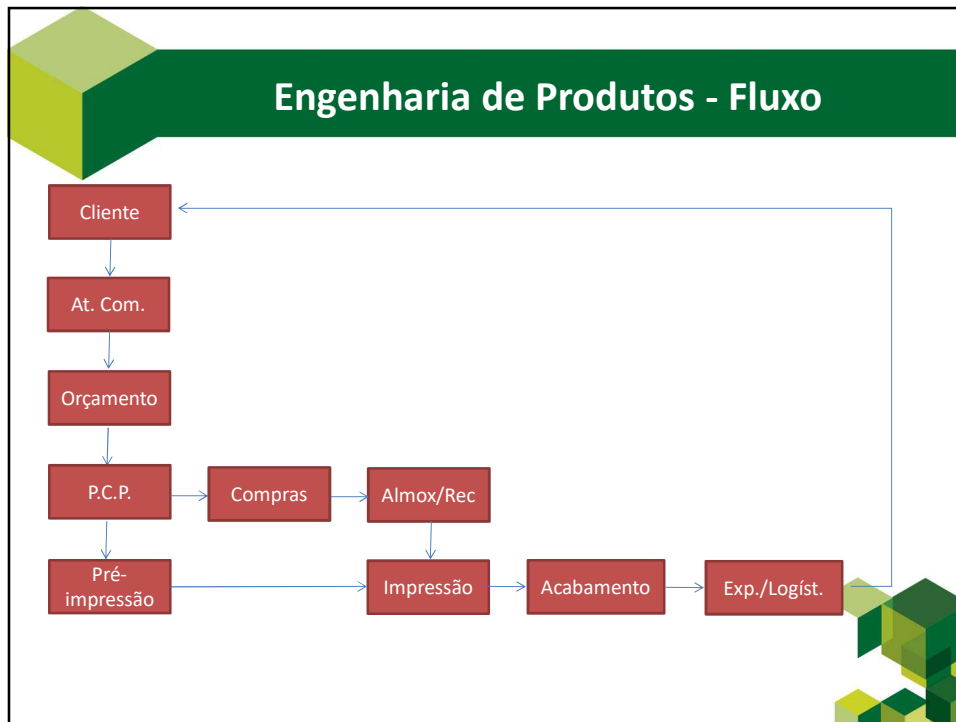 Engenharia de Produtos - Fluxo
Cliente
At. Com.
Orçamento
P.C.P.
Compras
Almox/Rec
Pré-
impressão
Impressão
Acabamento
Exp./Logíst.